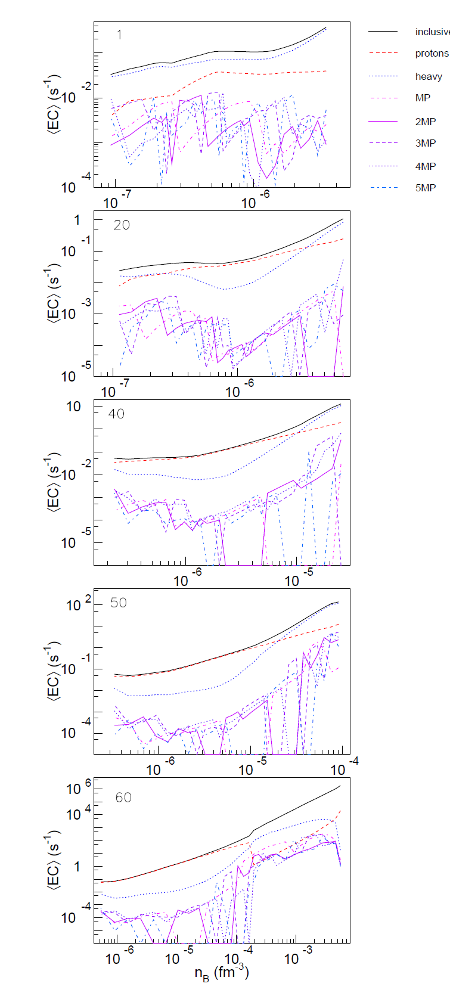 1
inclusive
protons
heavy
MP
2MP
3MP
4MP
5MP
⟨EC⟩ (s⁻¹)
10⁻²
10⁻⁴
10⁻⁷ 10⁻⁶
20
⟨EC⟩ (s⁻¹)
1
10⁻¹
10⁻³
10⁻⁵
10⁻⁷ 10⁻⁶
40
⟨EC⟩ (s⁻¹)
10
10⁻²
10⁻⁵
10⁻⁶ 10⁻⁵
50
⟨EC⟩ (s⁻¹)
10²
10⁻¹
10⁻⁴
10⁻⁶ 10⁻⁵ 10⁻⁴
60
⟨EC⟩ (s⁻¹)
10⁶
10⁴
1
10⁻⁴
10⁻⁶ 10⁻⁵ 10⁻⁴ 10⁻³
n_B (fm⁻³)